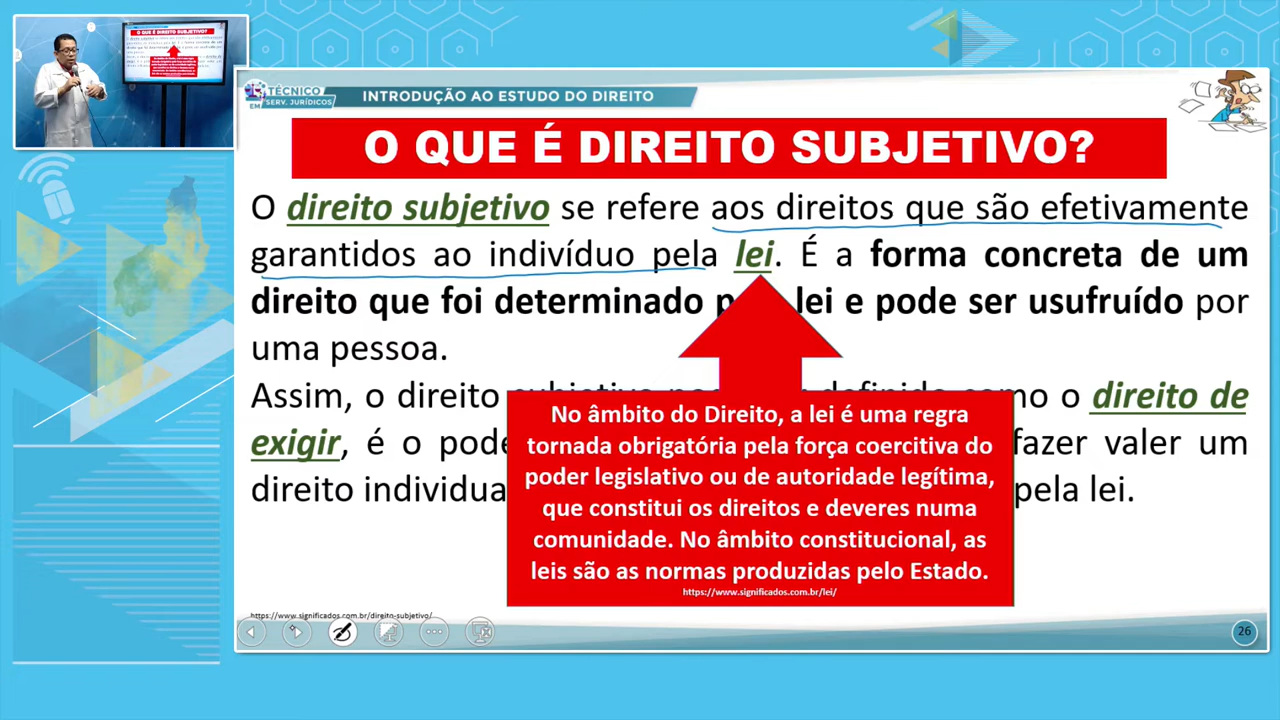 TÉCNICO
EM SERV. JURÍDICOS
INTRODUÇÃO AO ESTUDO DO DIREITO
O QUE É DIREITO SUBJETIVO?
O direito subjetivo se refere aos direitos que são efetivamente
garantidos ao indivíduo pela lei. É a forma concreta de um
direito que foi determinado lei e pode ser usufruído por
uma pessoa.
Assim, o direito como o direito de
exigir, é o fazer valer um
direito pela lei.
No âmbito do Direito, a lei é uma regra
tornada obrigatória pela força coercitiva do
poder legislativo ou de autoridade legítima,
que constitui os direitos e deveres numa
comunidade. No âmbito constitucional, as
leis são as normas produzidas pelo Estado.
https://www.significados.com.br/lei/
https://www.significados.com.br/direito-subjetivo/
26
O QUE É DIREITO SUBJETIVO?